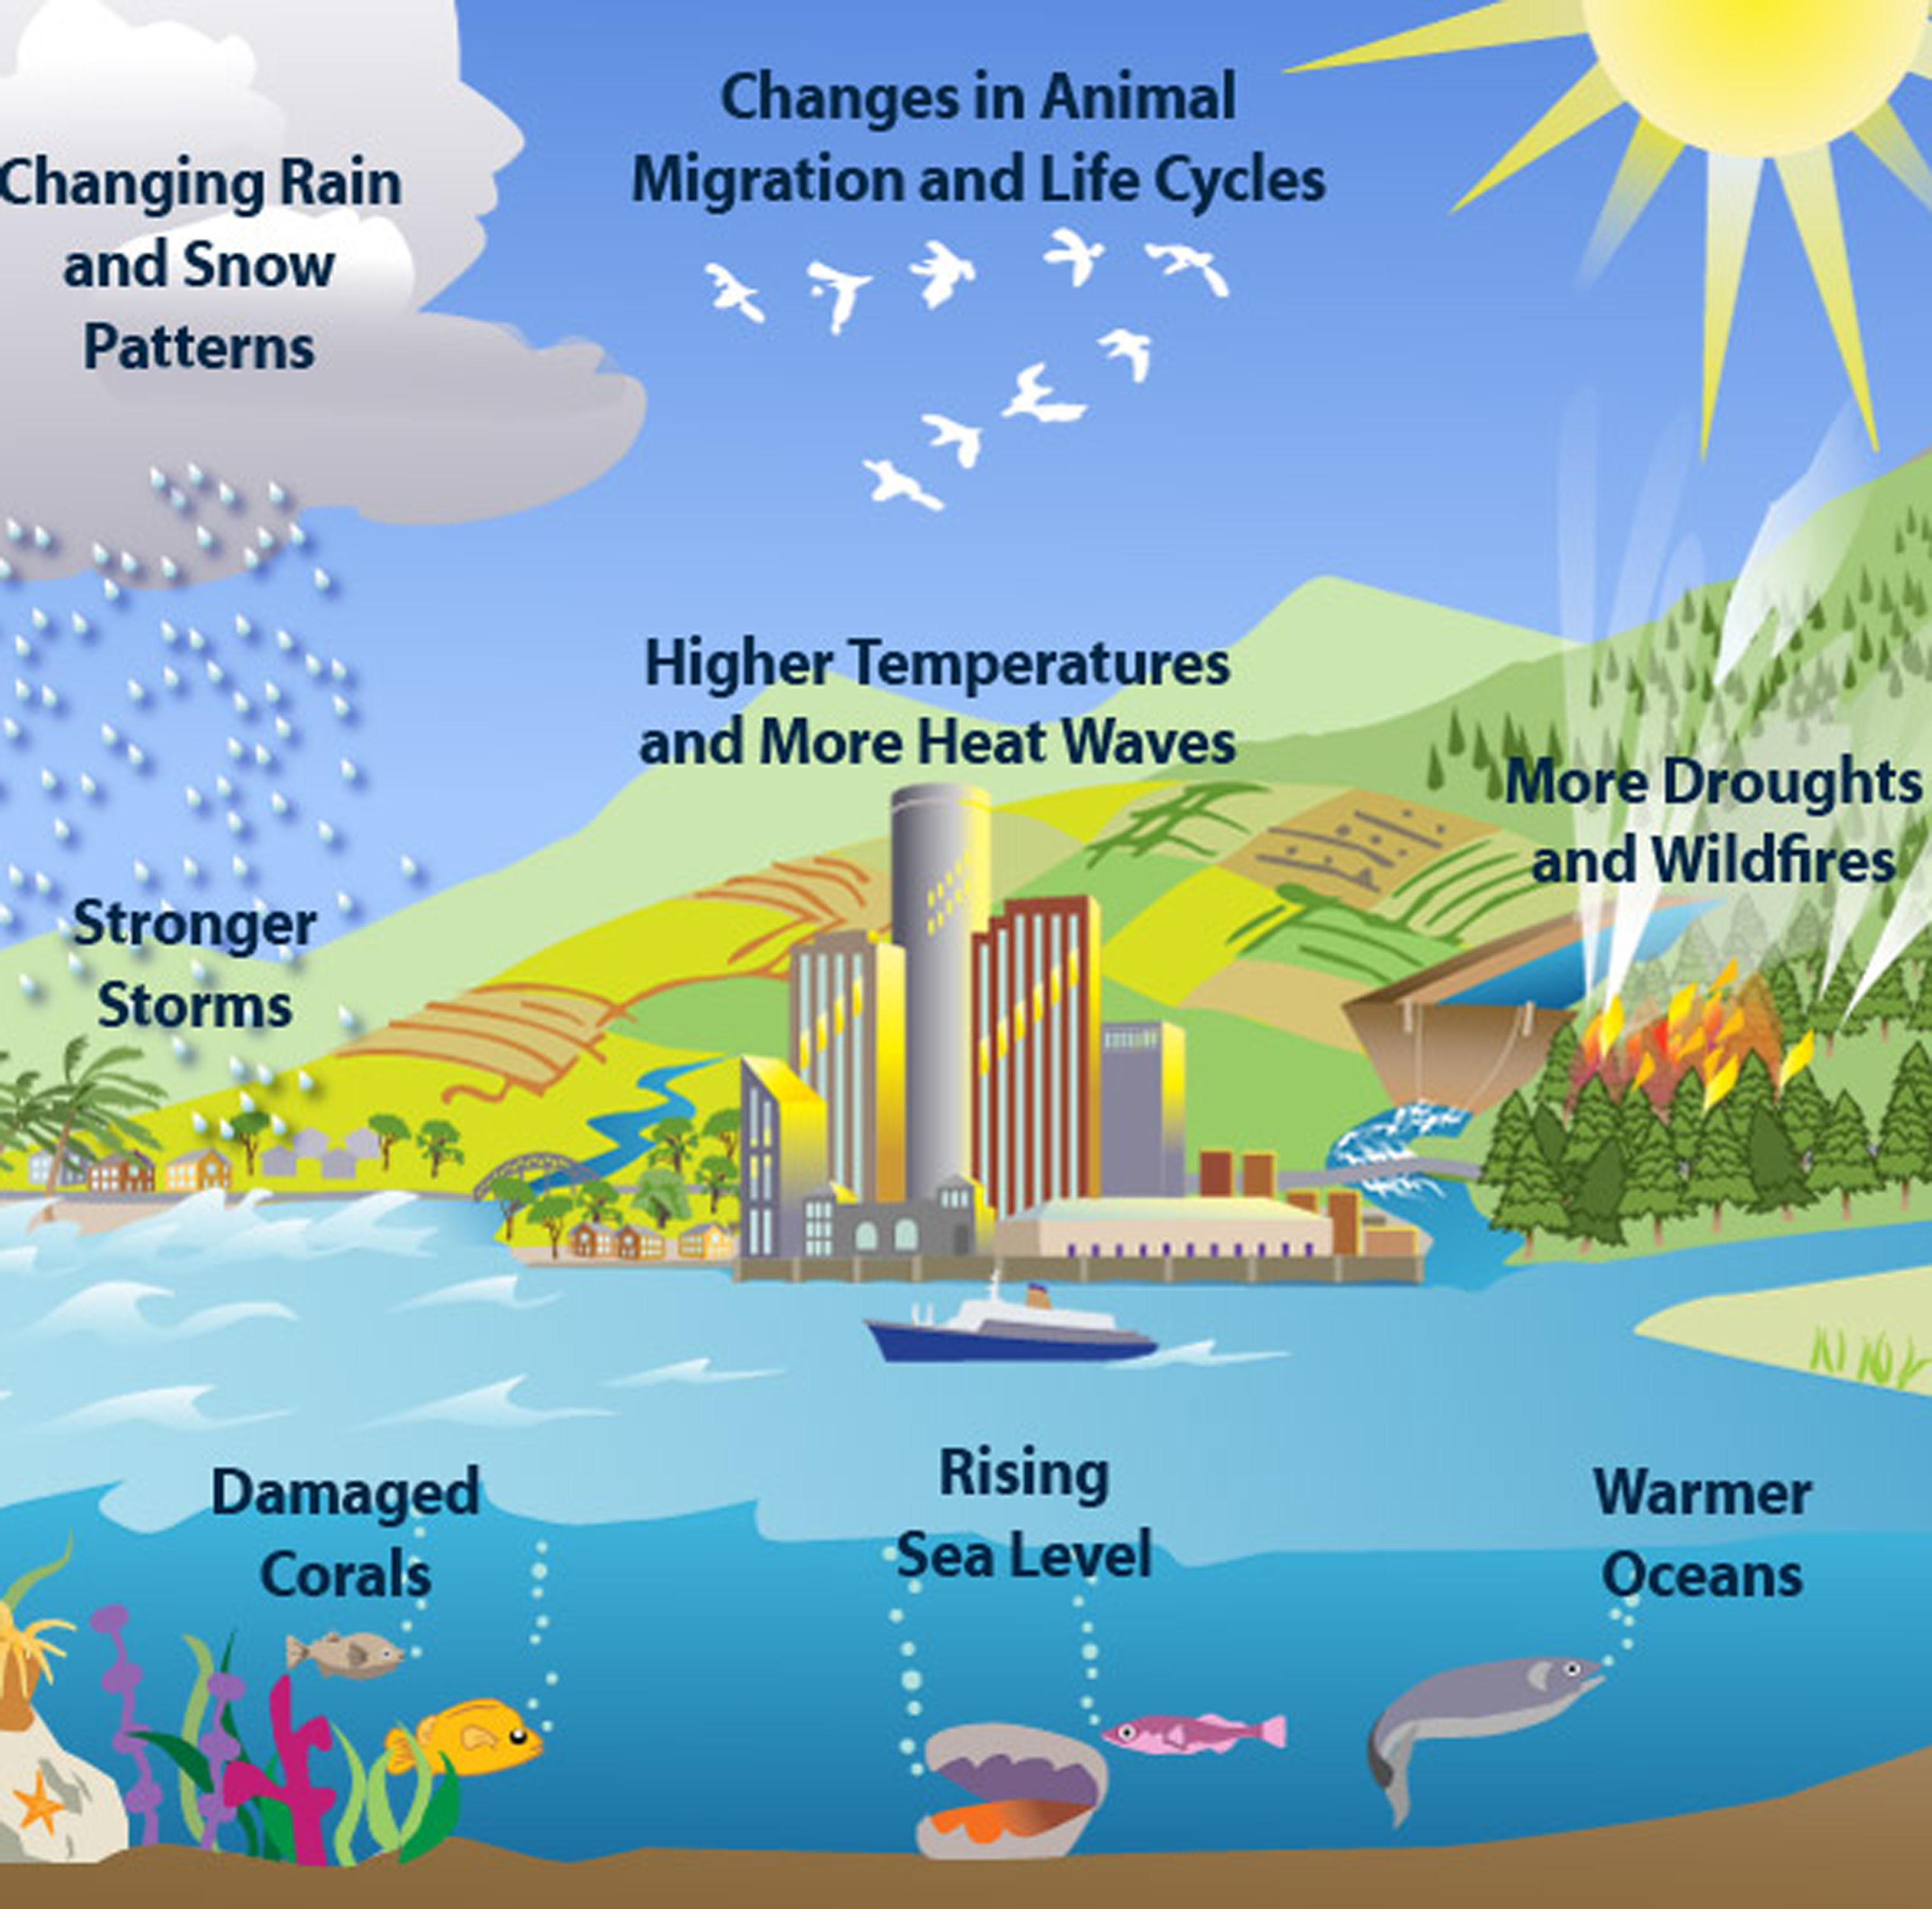 Changes in Animal
Migration and Life Cycles
Changing Rain
and Snow
Patterns
Higher Temperatures
and More Heat Waves
More Droughts
and Wildfires
Stronger
Storms
Damaged
Corals
Rising
Sea Level
Warmer
Oceans